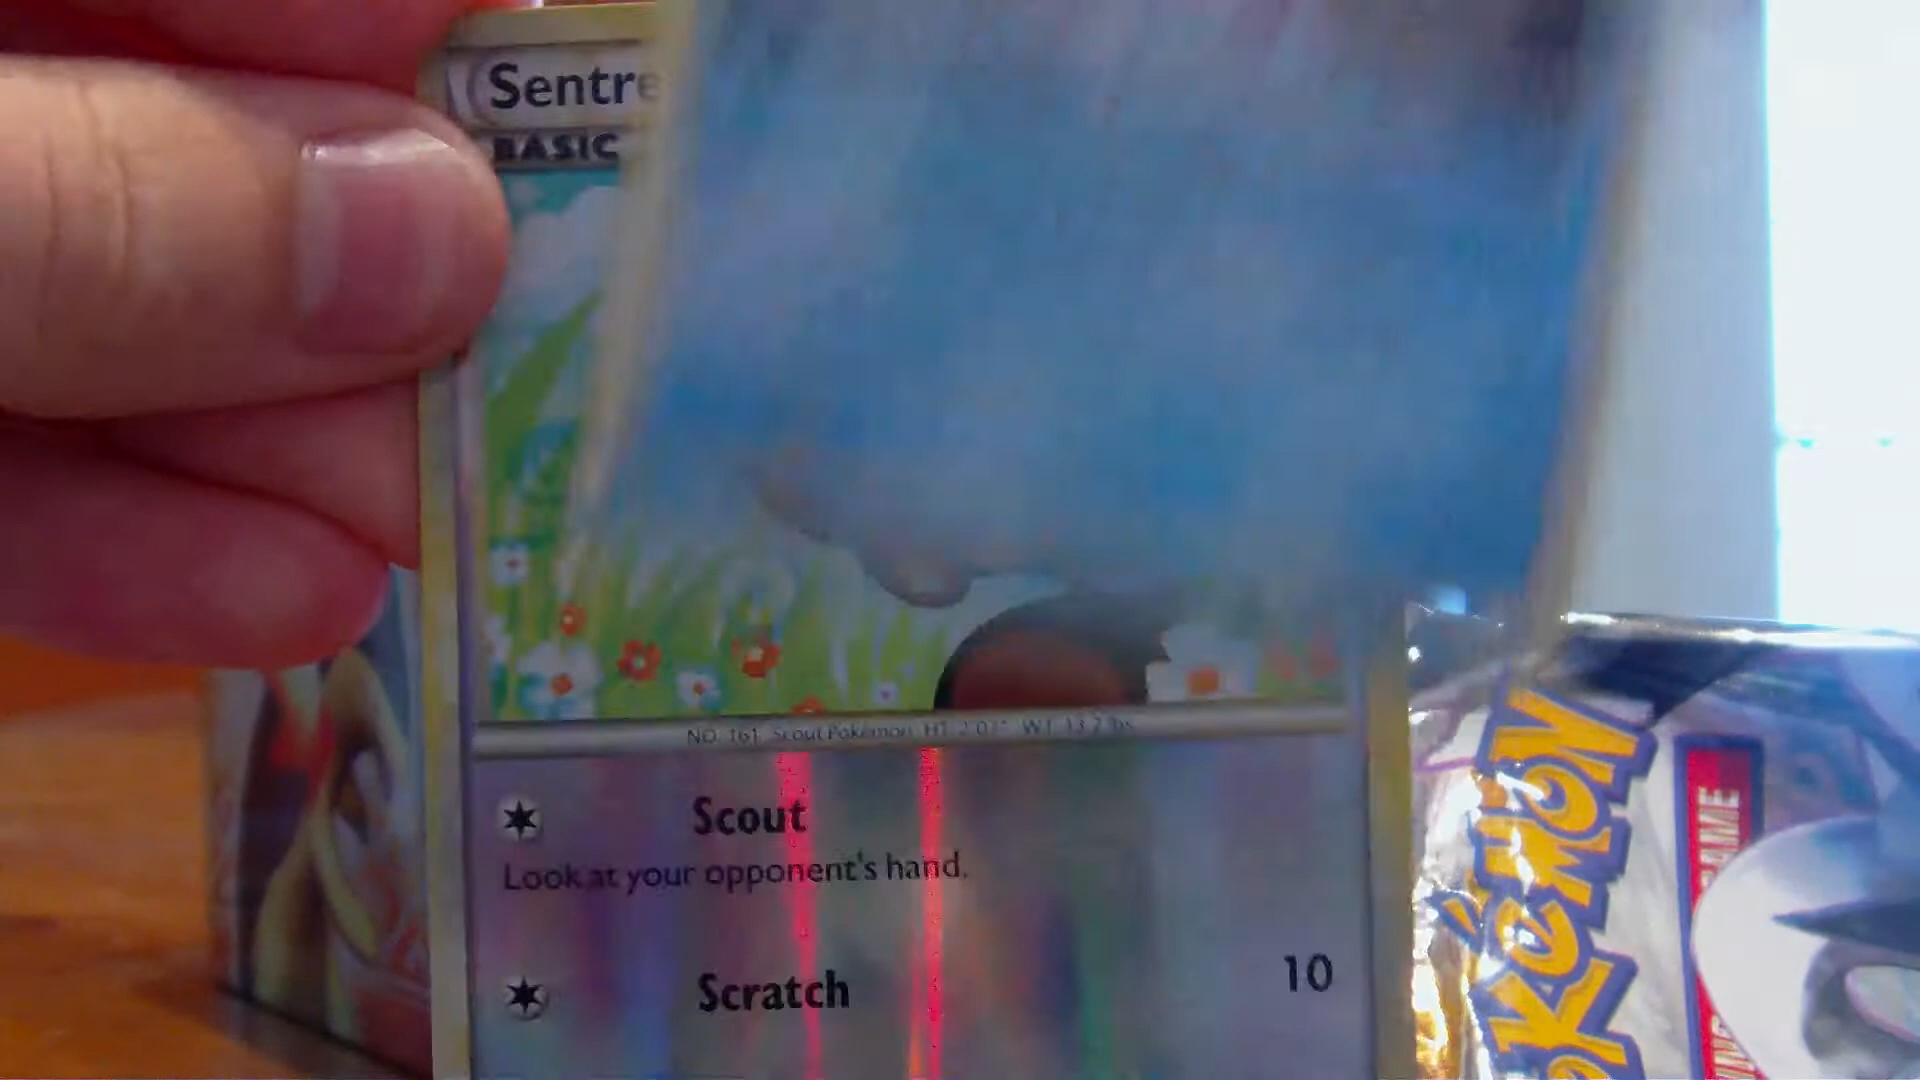 Sentre
BASIC
NO. 161 Scout Pokémon HT: 2'07" WT: 13.2 lbs.
Scout
Look at your opponent's hand.
Scratch
10
POKéMON
GAME